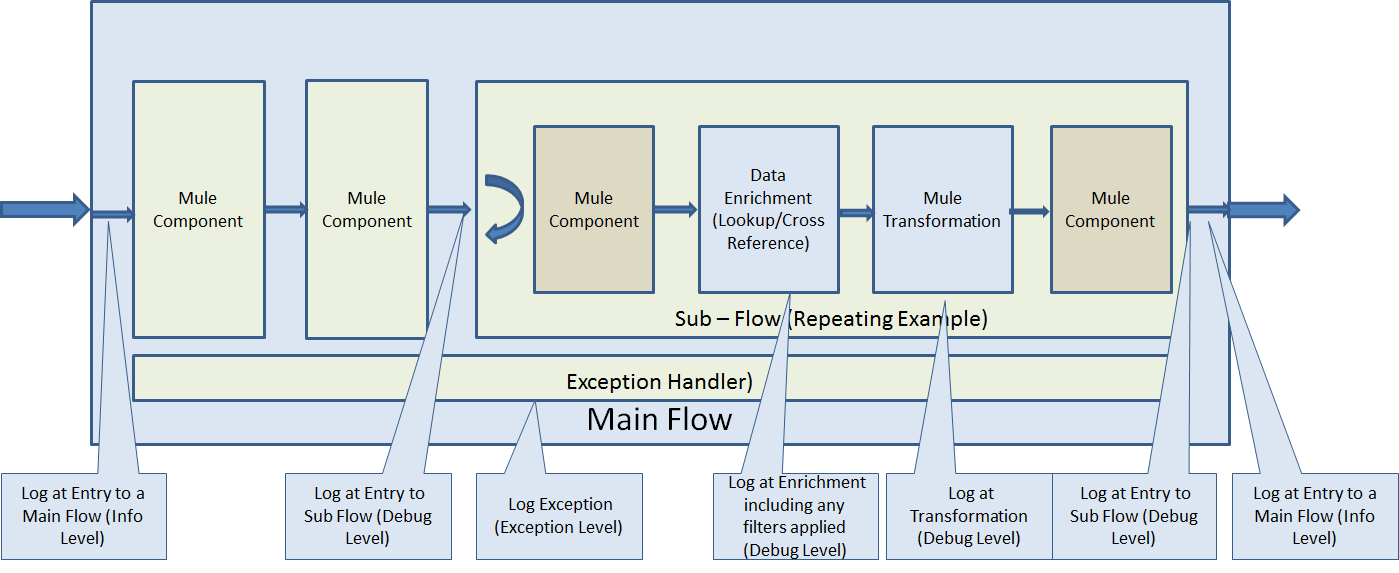 Mule
Component
Mule
Component
Mule
Component
Data
Enrichment
(Lookup/Cross
Reference)
Mule
Transformation
Mule
Component
Sub – Flow (Repeating Example)
Exception Handler)
Main Flow
Log at Entry to a
Main Flow (Info
Level)
Log at Entry to
Sub Flow (Debug
Level)
Log Exception
(Exception Level)
Log at Enrichment
including any
filters applied
(Debug Level)
Log at
Transformation
(Debug Level)
Log at Entry to
Sub Flow (Debug
Level)
Log at Entry to a
Main Flow (Info
Level)